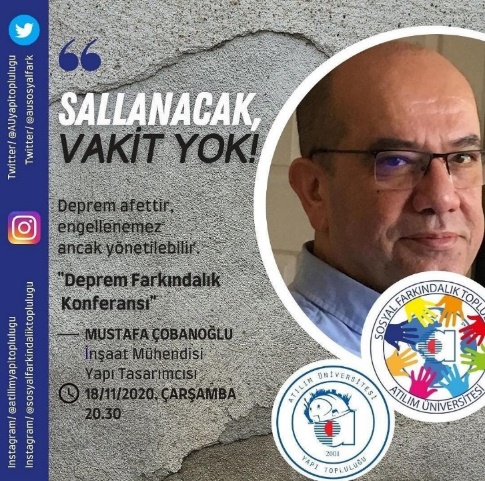 Twitter/ @AUyapitoplulugu
Twitter/ @ausosyalfark
Instagram/ @atilimyapitoplulugu
Instagram/ @sosyalfarkindaliktoplulugu
SALLANACAK,
VAKİT YOK!
Deprem afettir,
engellenemez
ancak yönetilebilir.
"Deprem Farkındalık
Konferansı"
MUSTAFA ÇOBANOĞLU
İnşaat Mühendisi
Yapı Tasarımcısı
18/11/2020, ÇARŞAMBA
20.30
SOSYAL FARKINDALIK TOPLU
ATILIM ÜNİVERSİTESİ
ATILIM ÜNİVERSİTESİ
2001
YAPI TOPLULUĞU